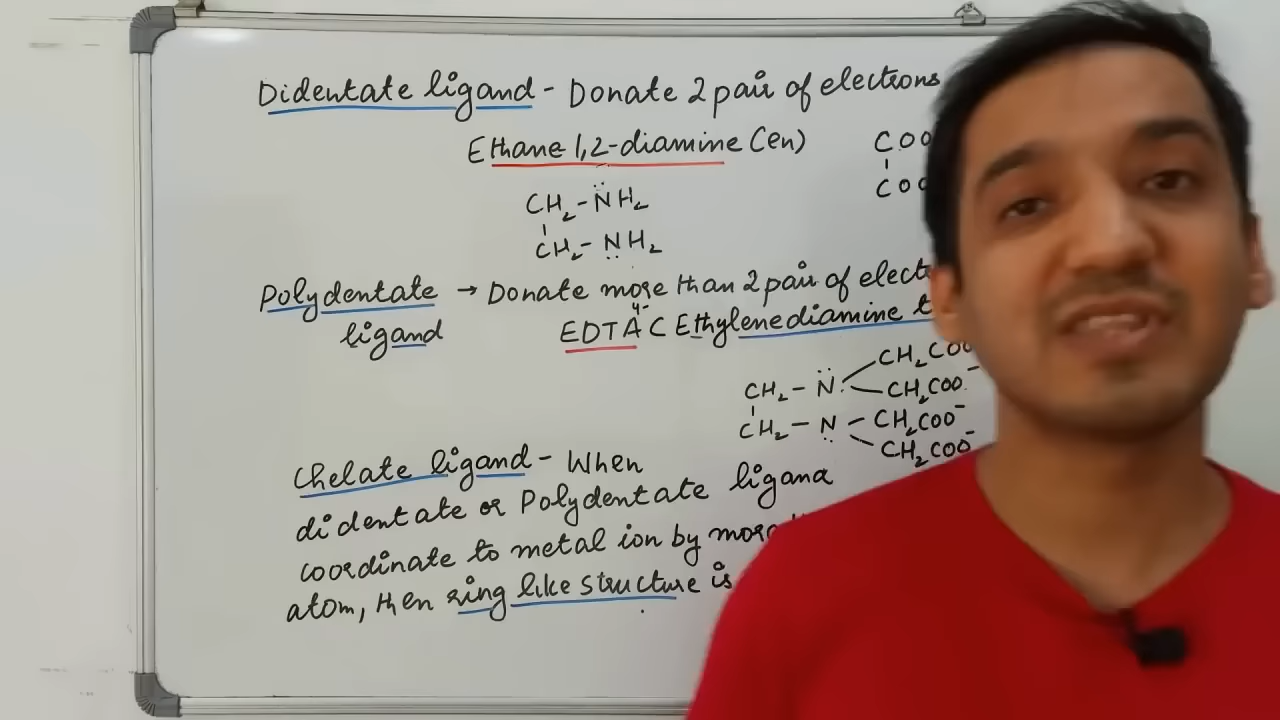 Didentate ligand - Donate 2 pair of electrons
Ethane 1,2-diamine (en)
COO
COO
CH2 - NH2
CH2 - NH2
Polydentate → Donate more than 2 pair of elect
ligand EDTA4- ( Ethylenediamine t
CH2COO
CH2 - N CH2COO-
CH2 - N - CH2COO-
CH2COO-
Chelate ligand - When
didentate or Polydentate ligand
coordinate to metal ion by more
atom, then ring like structure is